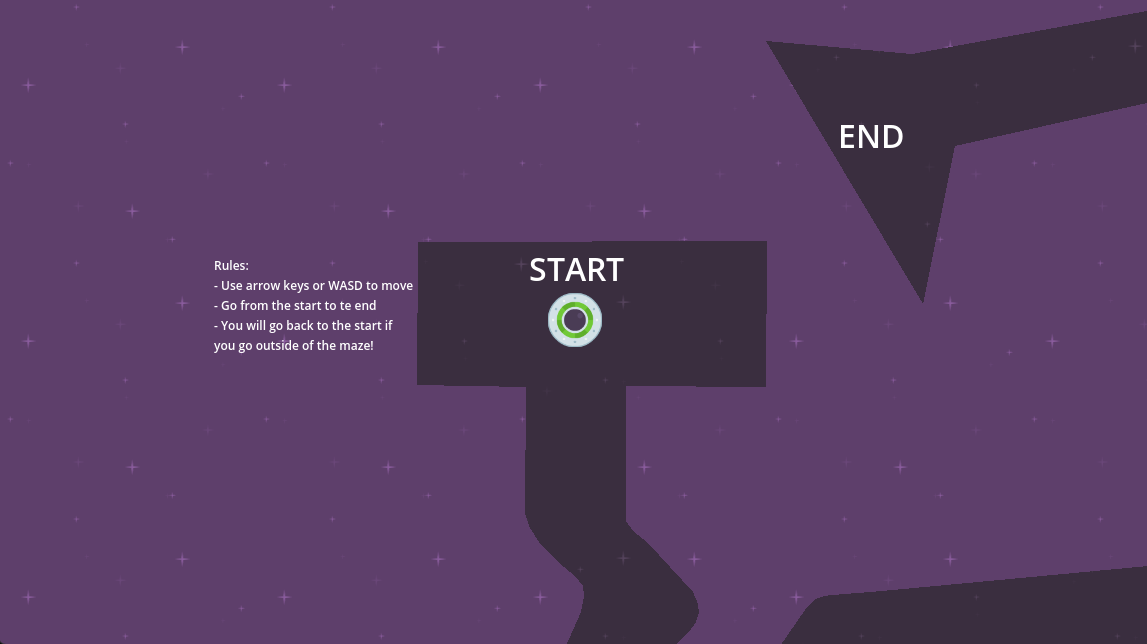 END
START
Rules:
- Use arrow keys or WASD to move
- Go from the start to te end
- You will go back to the start if
you go outside of the maze!